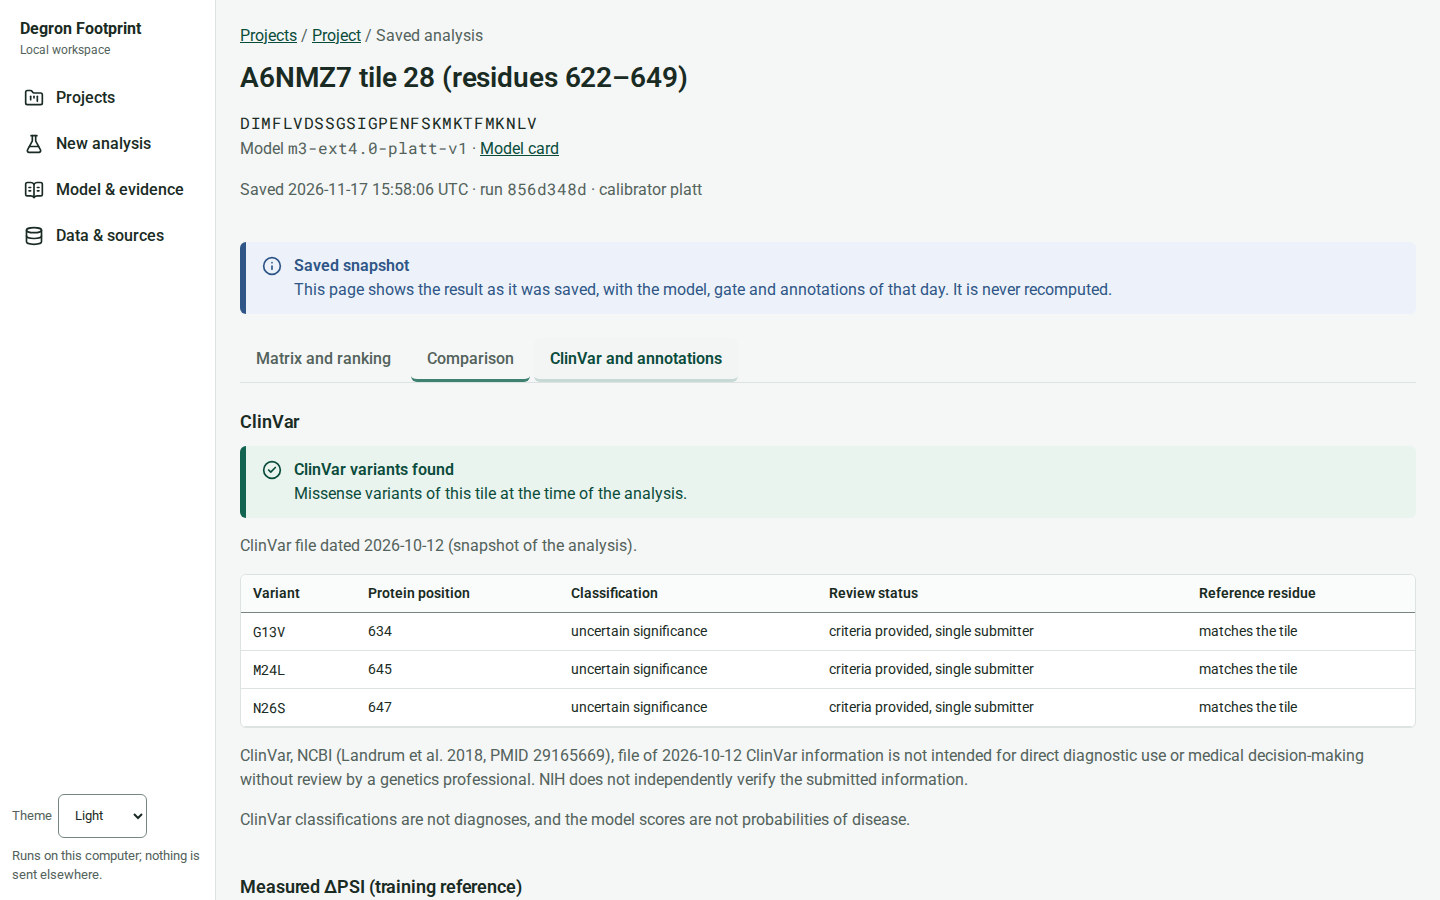 Degron Footprint
Local workspace
Projects
New analysis
Model & evidence
Data & sources
Theme
Light
Runs on this computer; nothing is
sent elsewhere.
Projects / Project / Saved analysis
A6NMZ7 tile 28 (residues 622–649)
DIMFLVDSSGSIGPENFSKMKTFMKNLV
Model m3-ext4.0-platt-v1 · Model card
Saved 2026-11-17 15:58:06 UTC · run 856d348d · calibrator platt
Saved snapshot
This page shows the result as it was saved, with the model, gate and annotations of that day. It is never recomputed.
Matrix and ranking
Comparison
ClinVar and annotations
ClinVar
ClinVar variants found
Missense variants of this tile at the time of the analysis.
ClinVar file dated 2026-10-12 (snapshot of the analysis).
Variant Protein position Classification Review status Reference residue
G13V 634 uncertain significance criteria provided, single submitter matches the tile
M24L 645 uncertain significance criteria provided, single submitter matches the tile
N26S 647 uncertain significance criteria provided, single submitter matches the tile
ClinVar, NCBI (Landrum et al. 2018, PMID 29165669), file of 2026-10-12 ClinVar information is not intended for direct diagnostic use or medical decision-making
without review by a genetics professional. NIH does not independently verify the submitted information.
ClinVar classifications are not diagnoses, and the model scores are not probabilities of disease.
Measured ΔPSI (training reference)